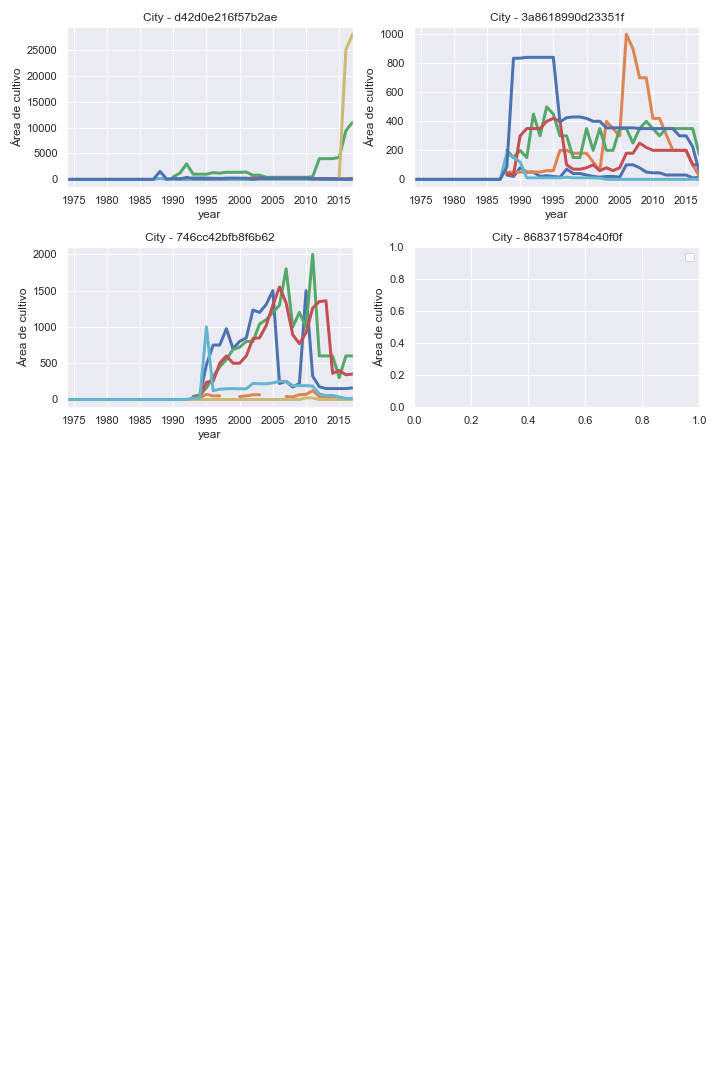 City - d42d0e216f57b2ae
Área de cultivo
25000
20000
15000
10000
5000
0
1975 1980 1985 1990 1995 2000 2005 2010 2015
year
City - 3a8618990d23351f
Área de cultivo
1000
800
600
400
200
0
1975 1980 1985 1990 1995 2000 2005 2010 2015
year
City - 746cc42bfb8f6b62
Área de cultivo
2000
1500
1000
500
0
1975 1980 1985 1990 1995 2000 2005 2010 2015
year
City - 8683715784c40f0f
Área de cultivo
1.0
0.8
0.6
0.4
0.2
0.0
0.0 0.2 0.4 0.6 0.8 1.0